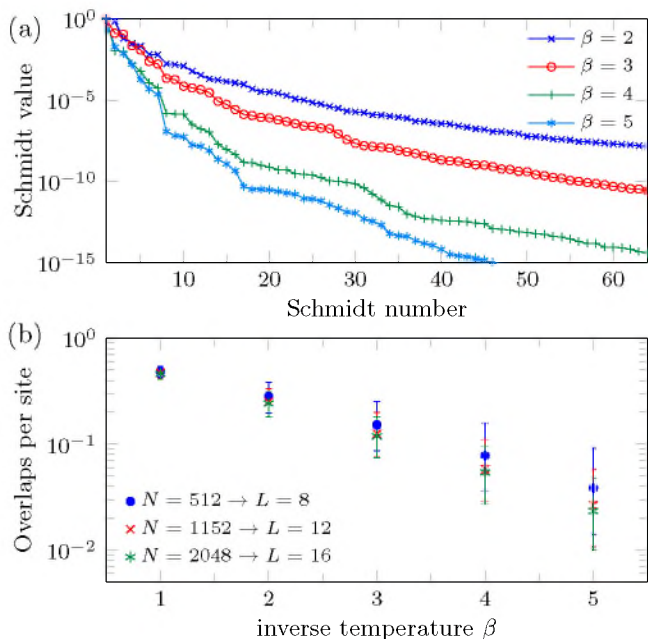 (a)
Schmidt value
10^0
10^-5
10^-10
10^-15
β = 2
β = 3
β = 4
β = 5
10 20 30 40 50 60
Schmidt number
(b)
Overlaps per site
10^0
10^-1
10^-2
N = 512 → L = 8
N = 1152 → L = 12
N = 2048 → L = 16
1 2 3 4 5
inverse temperature β